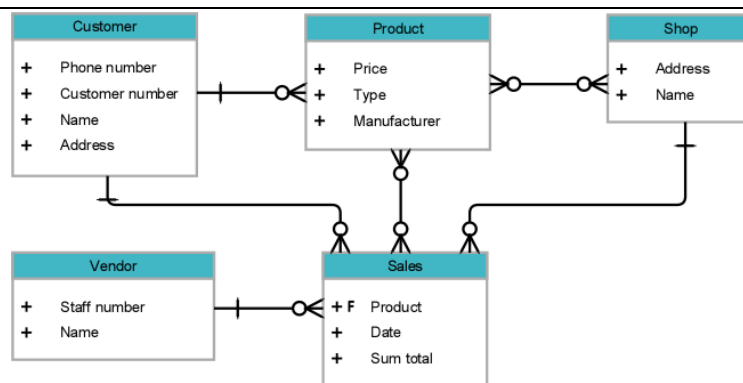 Customer
+ Phone number
+ Customer number
+ Name
+ Address
Product
+ Price
+ Type
+ Manufacturer
Shop
+ Address
+ Name
Vendor
+ Staff number
+ Name
Sales
+ F Product
+ Date
+ Sum total